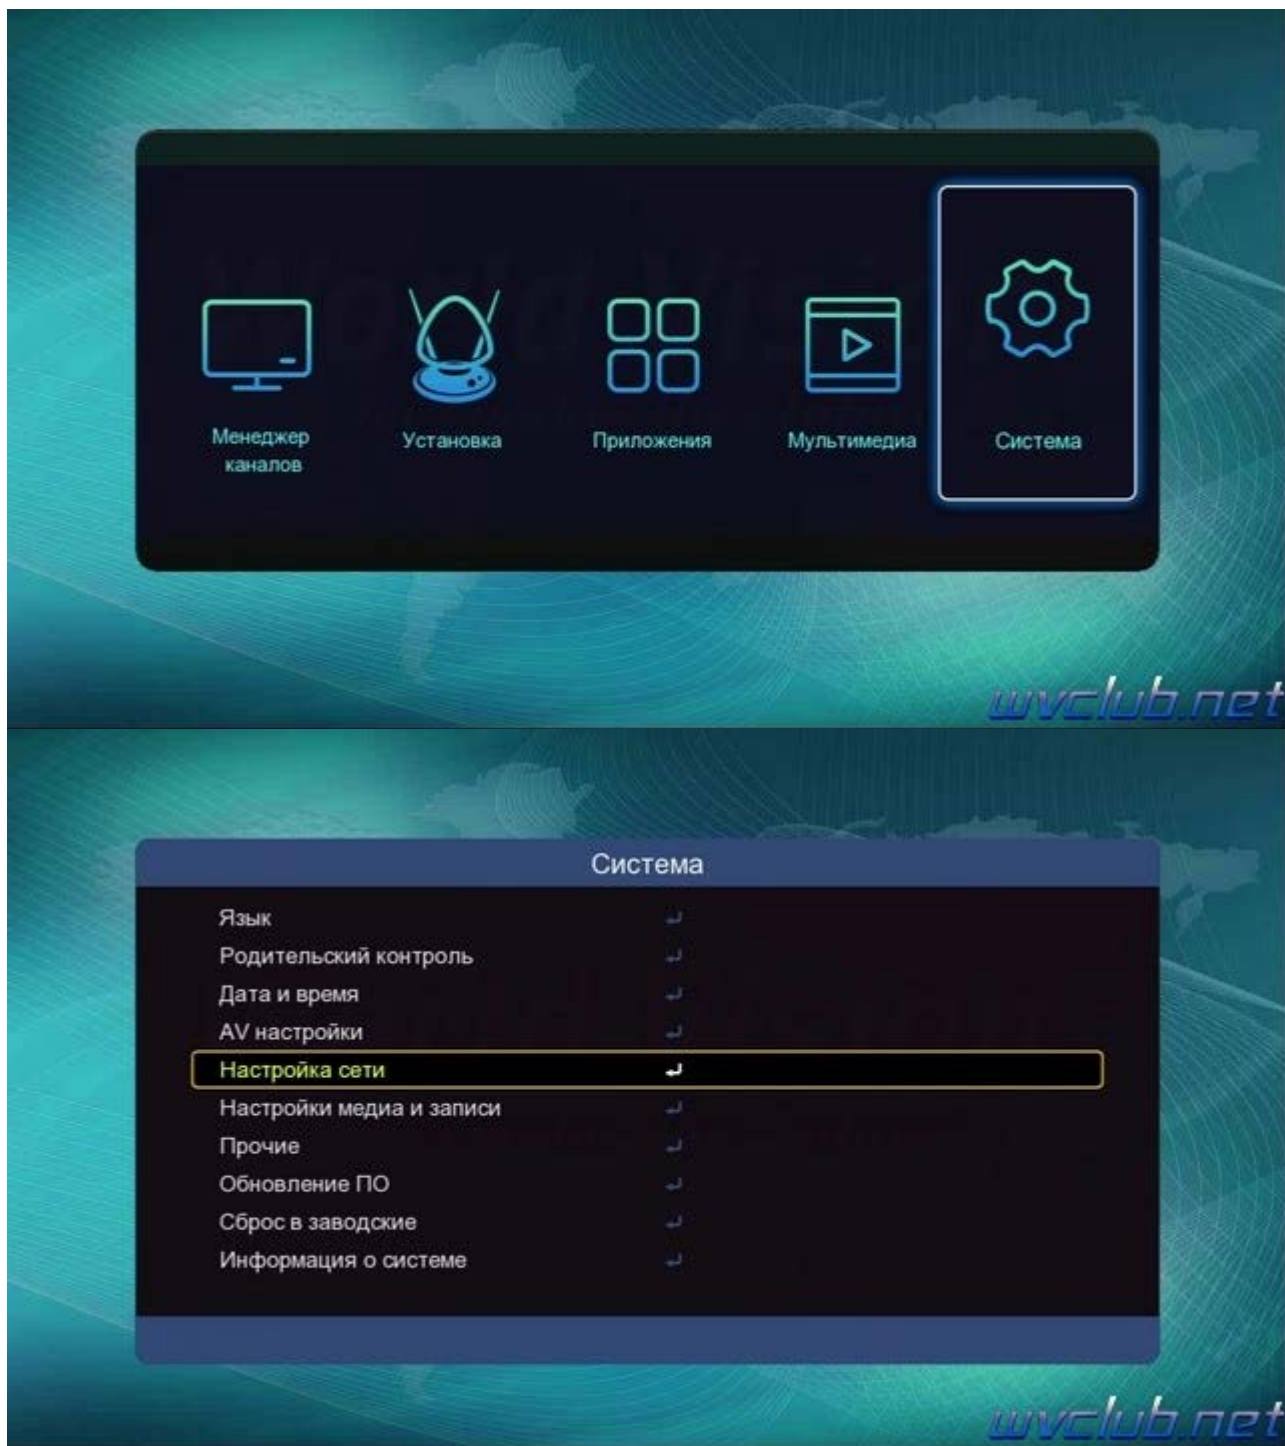 Менеджер
каналов
Установка
Приложения
Мультимедиа
Система
wvclub.net
Система
Язык
Родительский контроль
Дата и время
AV настройки
Настройка сети
Настройки медиа и записи
Прочие
Обновление ПО
Сброс в заводские
Информация о системе
wvclub.net